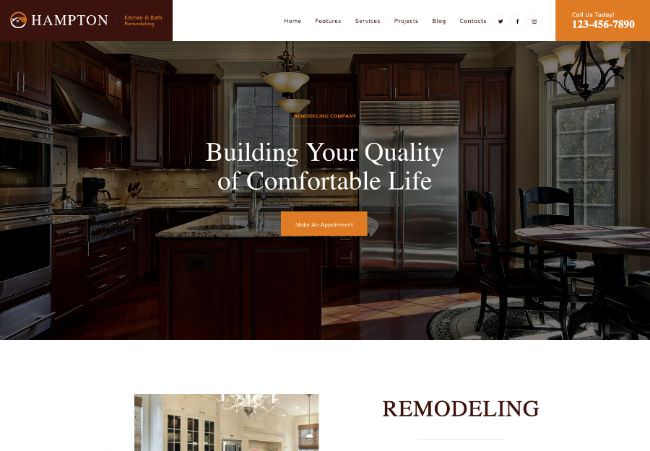 HAMPTON
Kitchen & Bath
Remodeling
Home Features Services Projects Blog Contacts
Call Us Today!
123-456-7890
REMODELING COMPANY
Building Your Quality
of Comfortable Life
Make An Appoinment
REMODELING